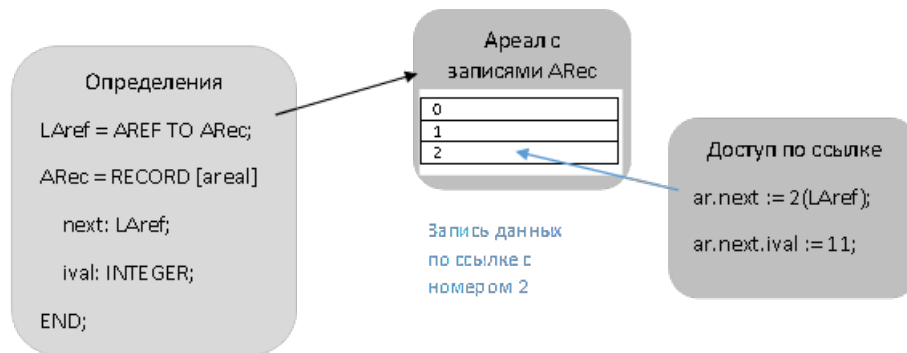 Определения
LAref = AREF TO ARec;
ARec = RECORD [areal]
next: LAref;
ival: INTEGER;
END;
Ареал с
записями ARec
0
1
2
Запись данных
по ссылке с
номером 2
Доступ по ссылке
ar.next := 2(LAref);
ar.next.ival := 11;